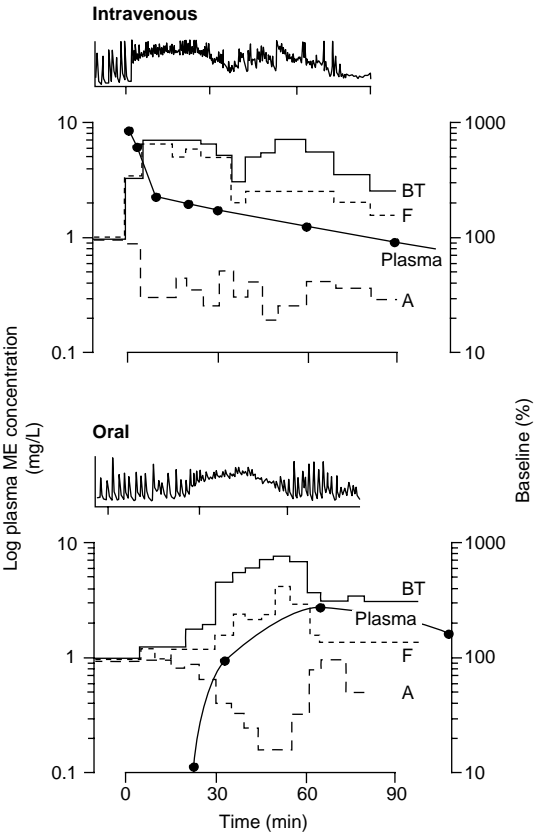 Intravenous
10
1000
BT
F
1
100
Plasma
A
0.1
10
Log plasma ME concentration
(mg/L)
Baseline (%)
Oral
10
1000
BT
Plasma
1
100
F
A
0.1
10
0
30
60
90
Time (min)